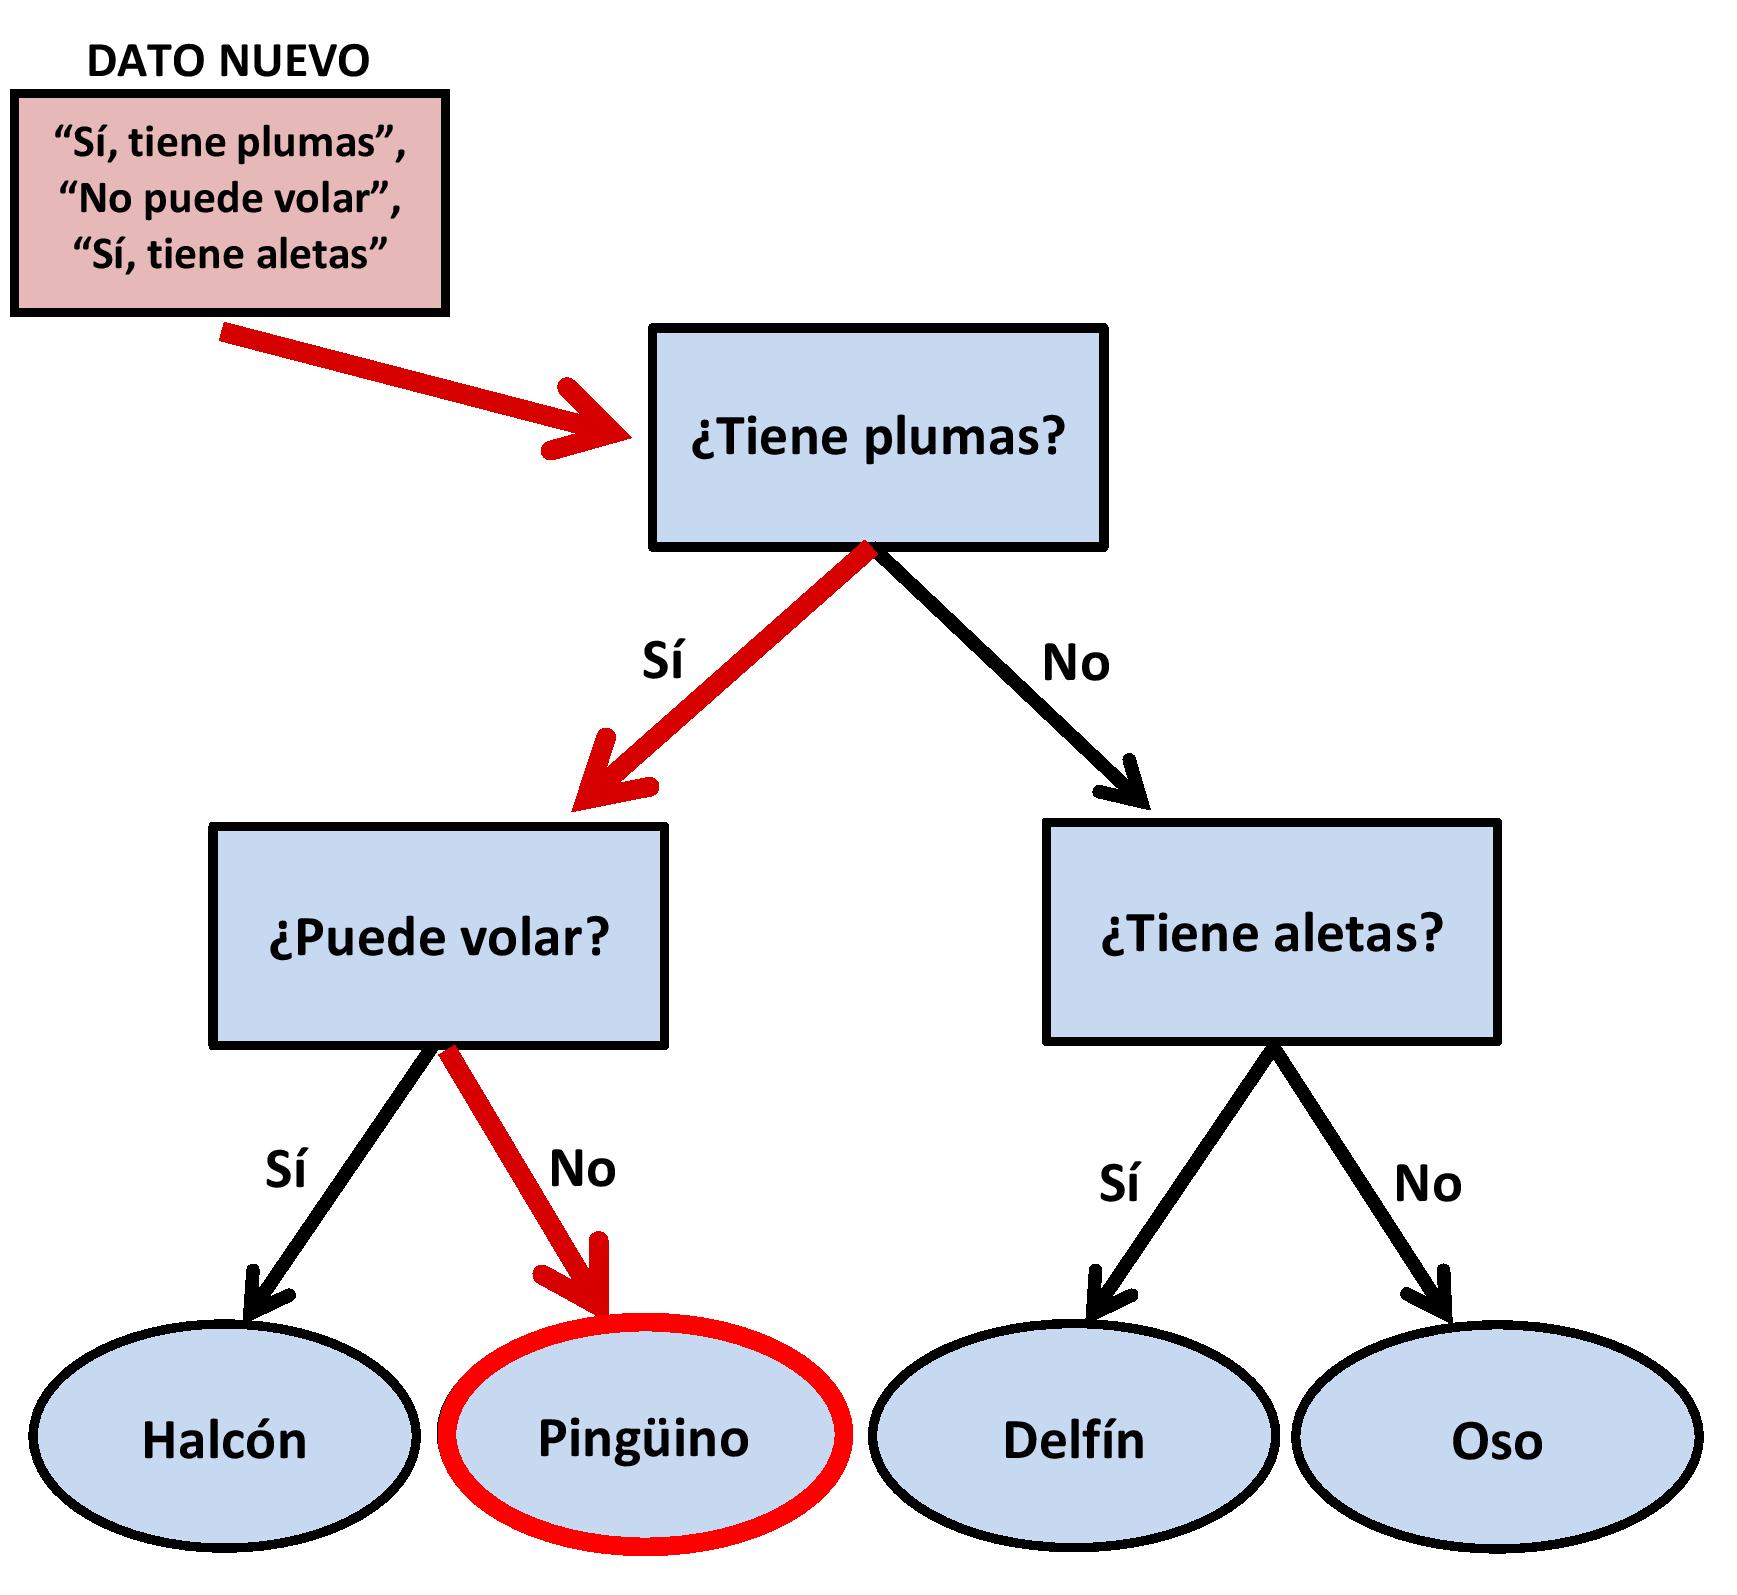 DATO NUEVO
“Sí, tiene plumas”,
“No puede volar”,
“Sí, tiene aletas”
¿Tiene plumas?
Sí
No
¿Puede volar?
¿Tiene aletas?
Sí
No
Sí
No
Halcón
Pingüino
Delfín
Oso